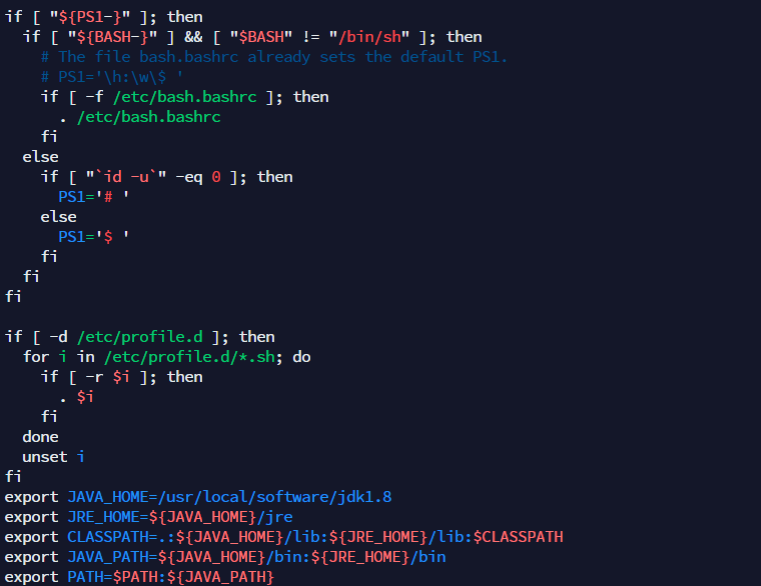 if [ "${PS1-}" ]; then
  if [ "${BASH-}" ] && [ "$BASH" != "/bin/sh" ]; then
    # The file bash.bashrc already sets the default PS1.
    # PS1='\h:\w\$ '
    if [ -f /etc/bash.bashrc ]; then
      . /etc/bash.bashrc
    fi
  else
    if [ "`id -u`" -eq 0 ]; then
      PS1='# '
    else
      PS1='$ '
    fi
  fi
fi

if [ -d /etc/profile.d ]; then
  for i in /etc/profile.d/*.sh; do
    if [ -r $i ]; then
      . $i
    fi
  done
  unset i
fi
export JAVA_HOME=/usr/local/software/jdk1.8
export JRE_HOME=${JAVA_HOME}/jre
export CLASSPATH=.:${JAVA_HOME}/lib:${JRE_HOME}/lib:$CLASSPATH
export JAVA_PATH=${JAVA_HOME}/bin:${JRE_HOME}/bin
export PATH=$PATH:${JAVA_PATH}